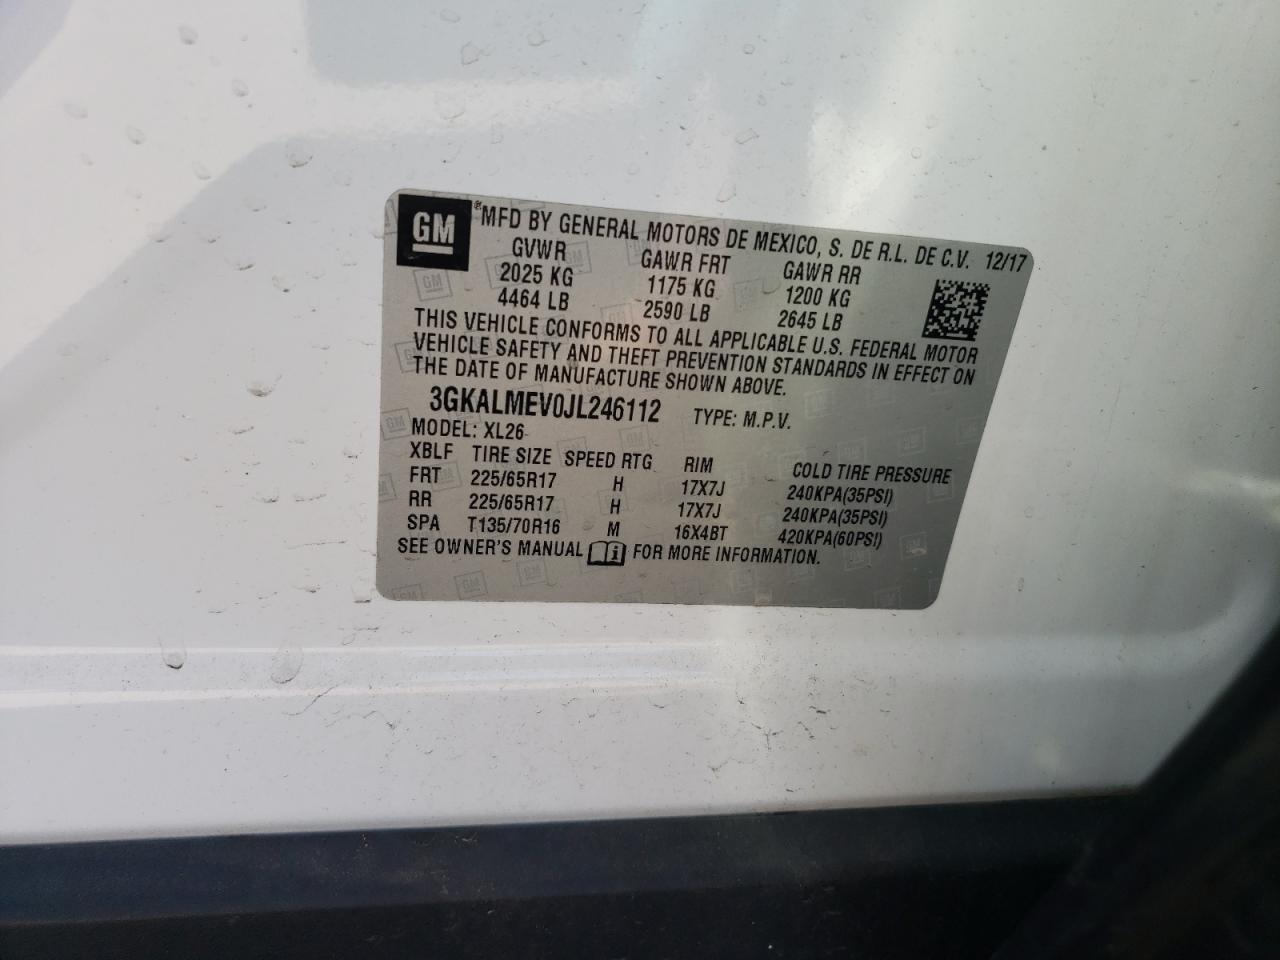 GM ® MFD BY GENERAL MOTORS DE MEXICO, S. DE R.L. DE C.V. 12/17
GVWR GAWR FRT GAWR RR
2025 KG 1175 KG 1200 KG
4464 LB 2590 LB 2645 LB
THIS VEHICLE CONFORMS TO ALL APPLICABLE U.S. FEDERAL MOTOR
VEHICLE SAFETY AND THEFT PREVENTION STANDARDS IN EFFECT ON
THE DATE OF MANUFACTURE SHOWN ABOVE.
3GKALMEV0JL246112 TYPE: M.P.V.
MODEL: XL26
XBLF TIRE SIZE SPEED RTG RIM COLD TIRE PRESSURE
FRT 225/65R17 H 17X7J 240KPA(35PSI)
RR 225/65R17 H 17X7J 240KPA(35PSI)
SPA T135/70R16 M 16X4BT 420KPA(60PSI)
SEE OWNER'S MANUAL i FOR MORE INFORMATION.